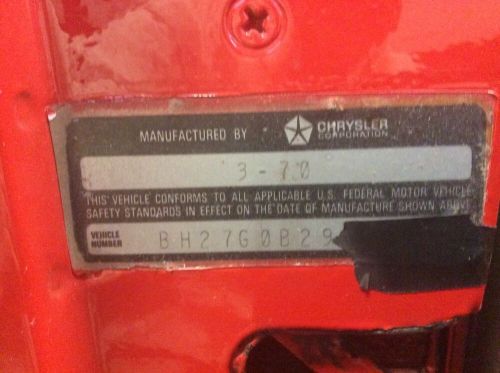 MANUFACTURED BY CHRYSLER CORPORATION
3-70
THIS VEHICLE CONFORMS TO ALL APPLICABLE U.S. FEDERAL MOTOR VEHICLE
SAFETY STANDARDS IN EFFECT ON THE DATE OF MANUFACTURE SHOWN ABOVE
VEHICLE NUMBER BH27G0B29